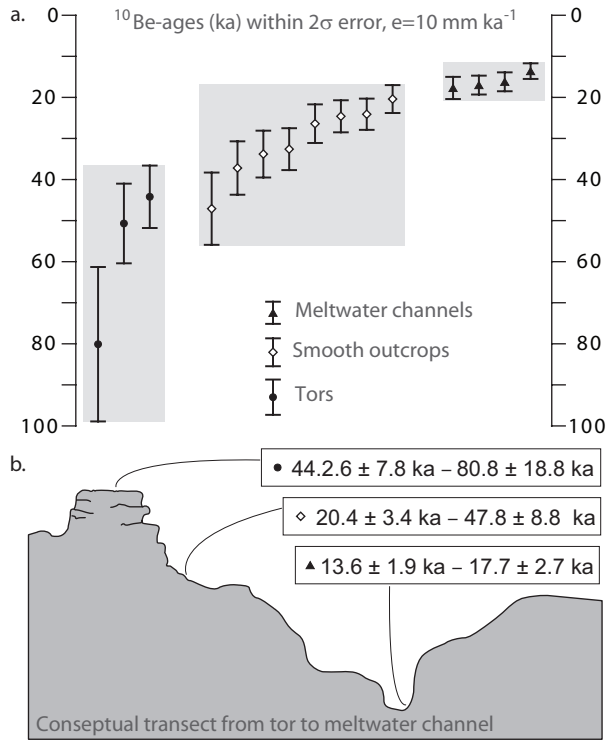 a.
¹⁰Be-ages (ka) within 2σ error, e=10 mm ka⁻¹
0 0
20 20
40 40
60 60
80 80
100 100
Meltwater channels
Smooth outcrops
Tors
b.
44.2.6 ± 7.8 ka – 80.8 ± 18.8 ka
20.4 ± 3.4 ka – 47.8 ± 8.8 ka
13.6 ± 1.9 ka – 17.7 ± 2.7 ka
Conseptual transect from tor to meltwater channel